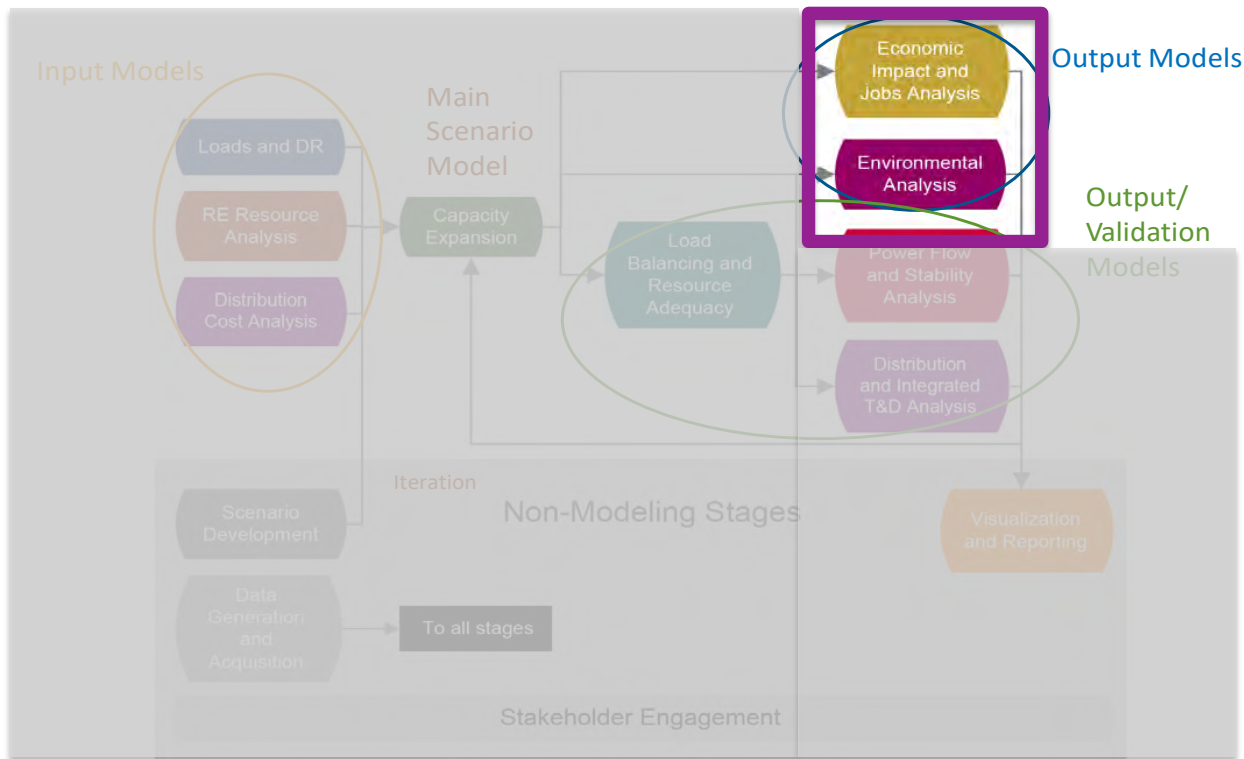 Input Models
Loads and DR
RE Resource
Analysis
Distribution
Cost Analysis
Main
Scenario
Model
Capacity
Expansion
Load
Balancing and
Resource
Adequacy
Economic
Impact and
Jobs Analysis
Output Models
Environmental
Analysis
Output/
Validation
Models
Power Flow
and Stability
Analysis
Distribution
and Integrated
T&D Analysis
Iteration
Non-Modeling Stages
Scenario
Development
Visualization
and Reporting
Data
Generation
and
Acquisition
To all stages
Stakeholder Engagement